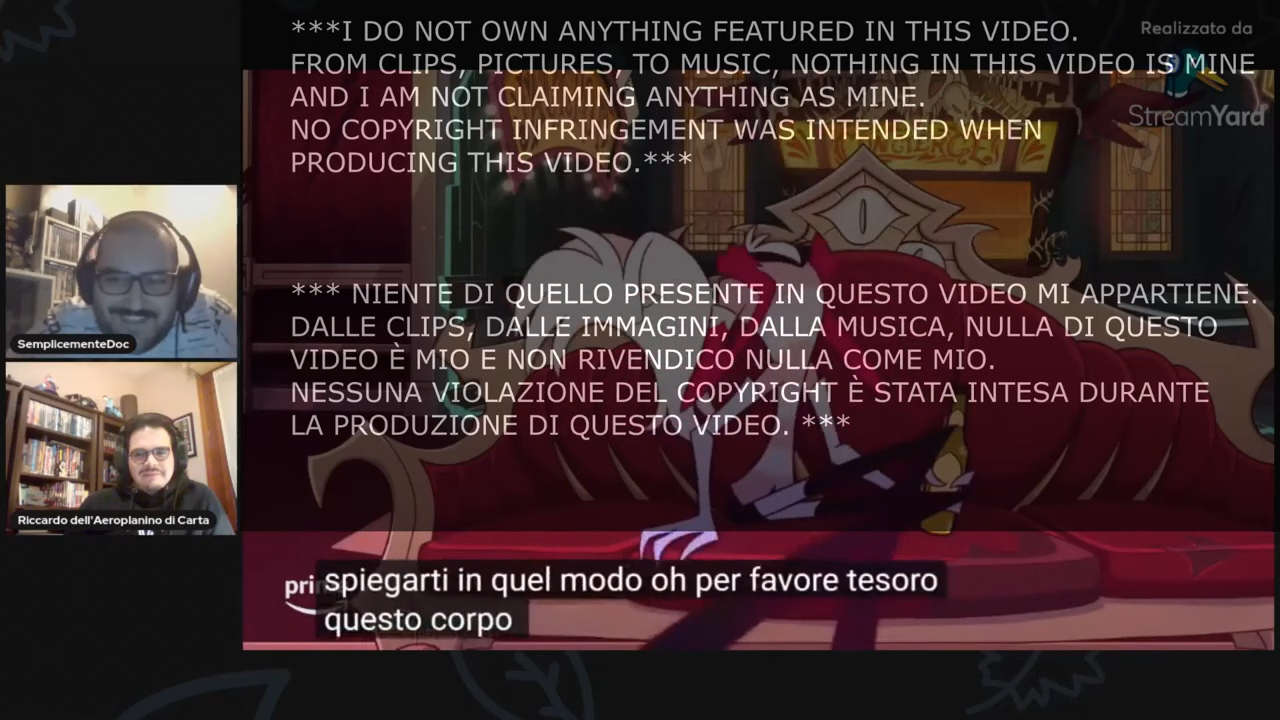 ***I DO NOT OWN ANYTHING FEATURED IN THIS VIDEO.
FROM CLIPS, PICTURES, TO MUSIC, NOTHING IN THIS VIDEO IS MINE
AND I AM NOT CLAIMING ANYTHING AS MINE.
NO COPYRIGHT INFRINGEMENT WAS INTENDED WHEN
PRODUCING THIS VIDEO.***
Realizzato da
StreamYard
*** NIENTE DI QUELLO PRESENTE IN QUESTO VIDEO MI APPARTIENE.
DALLE CLIPS, DALLE IMMAGINI, DALLA MUSICA, NULLA DI QUESTO
VIDEO È MIO E NON RIVENDICO NULLA COME MIO.
NESSUNA VIOLAZIONE DEL COPYRIGHT È STATA INTESA DURANTE
LA PRODUZIONE DI QUESTO VIDEO. ***
SemplicementeDoc
Riccardo dell'Aeroplanino di Carta
pri
spiegarti in quel modo oh per favore tesoro
questo corpo